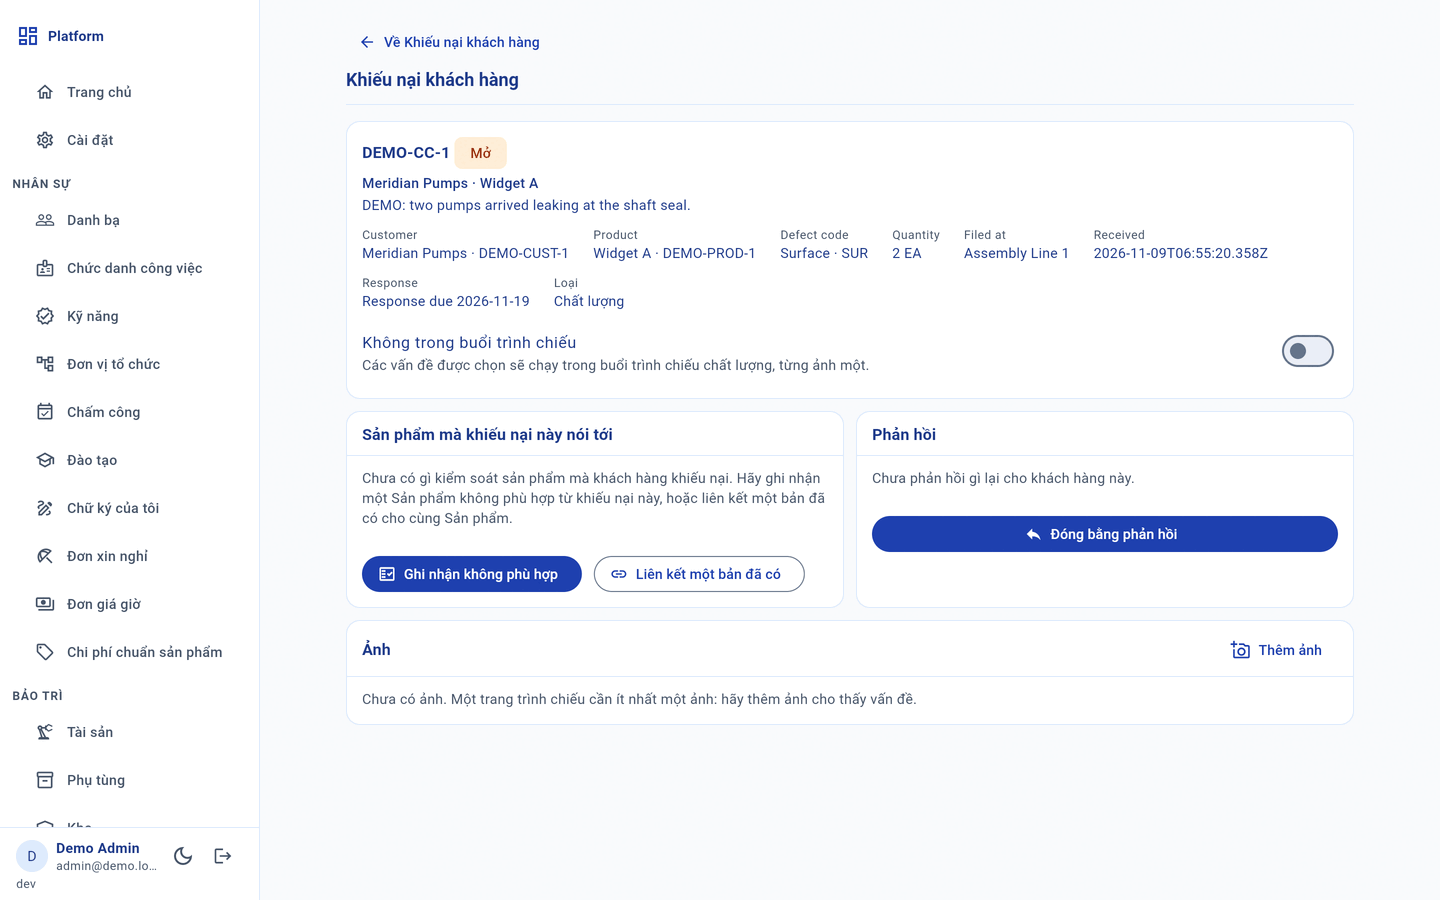 Platform
Trang chủ
Cài đặt
NHÂN SỰ
Danh bạ
Chức danh công việc
Kỹ năng
Đơn vị tổ chức
Chấm công
Đào tạo
Chữ ký của tôi
Đơn xin nghỉ
Đơn giá giờ
Chi phí chuẩn sản phẩm
BẢO TRÌ
Tài sản
Phụ tùng
D
Demo Admin
admin@demo.lo...
dev
Về Khiếu nại khách hàng
Khiếu nại khách hàng
DEMO-CC-1 Mở
Meridian Pumps · Widget A
DEMO: two pumps arrived leaking at the shaft seal.
Customer Product Defect code Quantity Filed at Received
Meridian Pumps · DEMO-CUST-1 Widget A · DEMO-PROD-1 Surface · SUR 2 EA Assembly Line 1 2026-11-09T06:55:20.358Z
Response Loại
Response due 2026-11-19 Chất lượng
Không trong buổi trình chiếu
Các vấn đề được chọn sẽ chạy trong buổi trình chiếu chất lượng, từng ảnh một.
Sản phẩm mà khiếu nại này nói tới
Chưa có gì kiểm soát sản phẩm mà khách hàng khiếu nại. Hãy ghi nhận
một Sản phẩm không phù hợp từ khiếu nại này, hoặc liên kết một bản đã
có cho cùng Sản phẩm.
Ghi nhận không phù hợp
Liên kết một bản đã có
Phản hồi
Chưa phản hồi gì lại cho khách hàng này.
Đóng bằng phản hồi
Ảnh
Thêm ảnh
Chưa có ảnh. Một trang trình chiếu cần ít nhất một ảnh: hãy thêm ảnh cho thấy vấn đề.